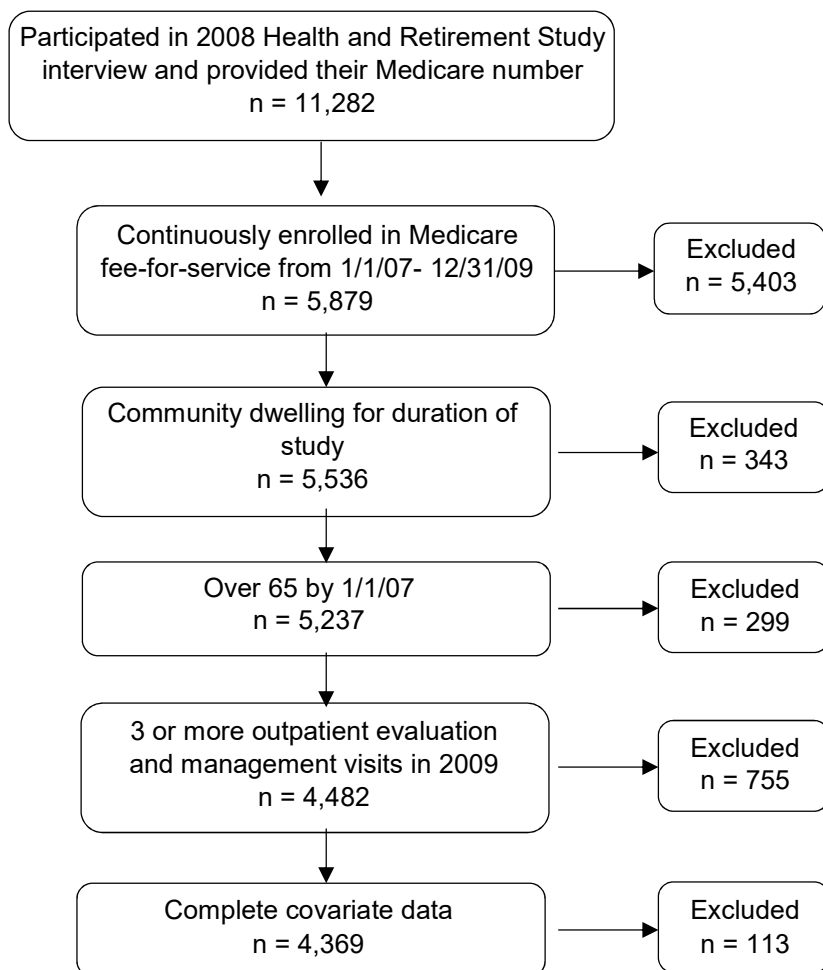 Participated in 2008 Health and Retirement Study
interview and provided their Medicare number
n = 11,282
Continuously enrolled in Medicare
fee-for-service from 1/1/07- 12/31/09
n = 5,879
Excluded
n = 5,403
Community dwelling for duration of
study
n = 5,536
Excluded
n = 343
Over 65 by 1/1/07
n = 5,237
Excluded
n = 299
3 or more outpatient evaluation
and management visits in 2009
n = 4,482
Excluded
n = 755
Complete covariate data
n = 4,369
Excluded
n = 113